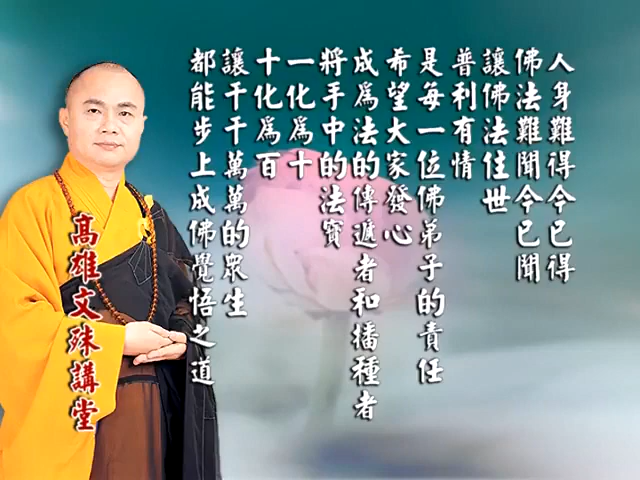 人身難得今已得
佛法難聞今已聞
讓佛法住世
普利有情
是每一位佛弟子的責任
希望大家發心
成爲法的傳遞者和播種者
將手中的法寶
一化爲十
十化爲百
讓千千萬萬的眾生
都能步上成佛覺悟之道
高雄文殊講堂